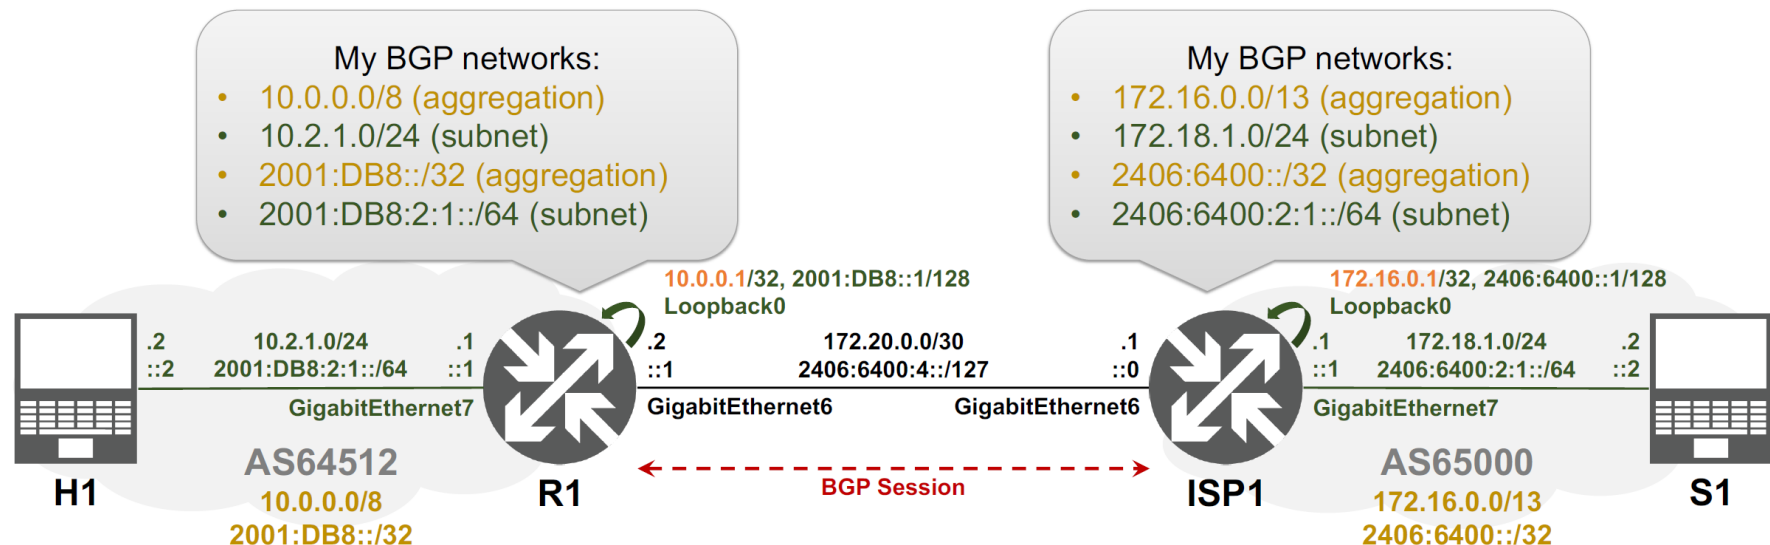 My BGP networks:
• 10.0.0.0/8 (aggregation)
• 10.2.1.0/24 (subnet)
• 2001:DB8::/32 (aggregation)
• 2001:DB8:2:1::/64 (subnet)
My BGP networks:
• 172.16.0.0/13 (aggregation)
• 172.18.1.0/24 (subnet)
• 2406:6400::/32 (aggregation)
• 2406:6400:2:1::/64 (subnet)
10.0.0.1/32, 2001:DB8::1/128
Loopback0
172.16.0.1/32, 2406:6400::1/128
Loopback0
.2 10.2.1.0/24 .1
::2 2001:DB8:2:1::/64 ::1
GigabitEthernet7
.2 172.20.0.0/30 .1
::1 2406:6400:4::/127 ::0
GigabitEthernet6 GigabitEthernet6
.1 172.18.1.0/24 .2
::1 2406:6400:2:1::/64 ::2
GigabitEthernet7
H1
AS64512
10.0.0.0/8
2001:DB8::/32
R1
BGP Session
ISP1
AS65000
172.16.0.0/13
2406:6400::/32
S1